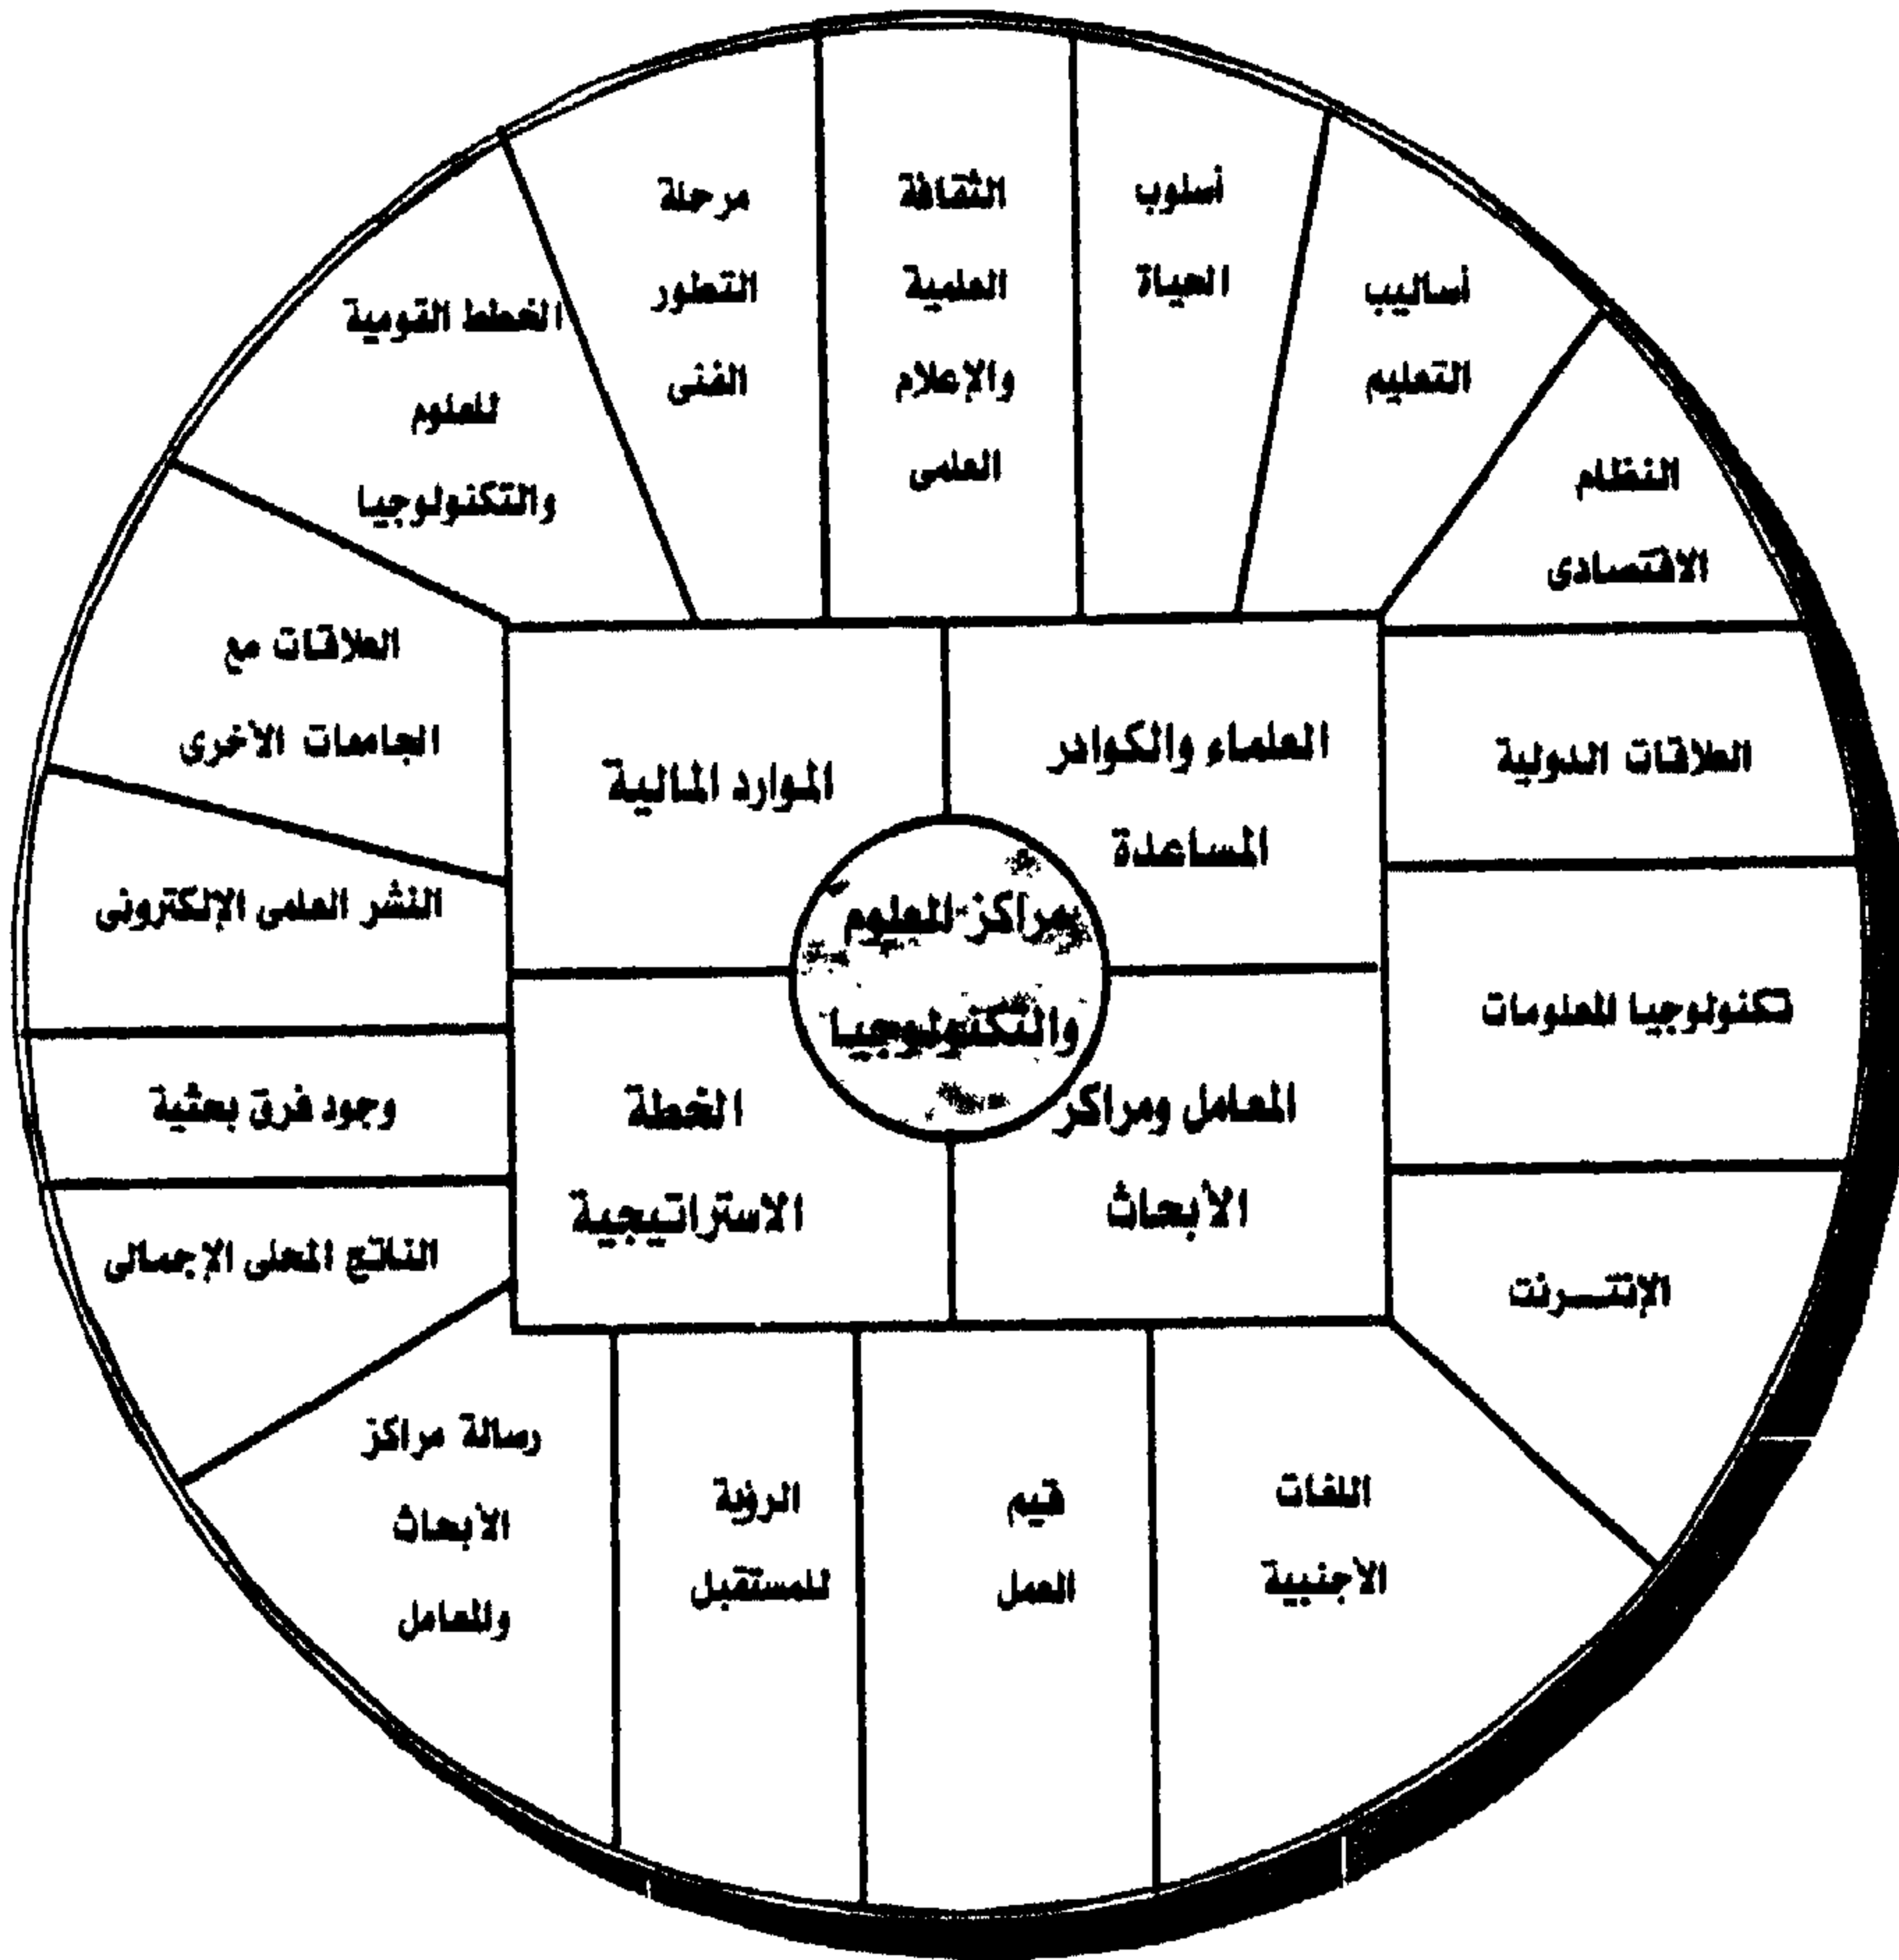 أسلوب
الحياة
الثقافة
العلمية
والإعلام
العلمى
مرحلة
التطور
الفنى
أساليب
التعليم
الخطط القومية
للعلوم
والتكنولوجيا
النظام
الاقتصادى
العلاقات مع
الجامعات الأخرى
العلاقات الدولية
العلماء والكوادر
المساعدة
الموارد المالية
النشر العلمى الإلكترونى
مراكز العلوم
والتكنولوجيا
تكنولوجيا المعلومات
وجود فرق بحثية
المعامل ومراكز
الأبحاث
الخطة
الاستراتيجية
الناتج المحلى الإجمالى
الإنتـــرنت
رسالة مراكز
الأبحاث
والمعامل
الرؤية
للمستقبل
قيم
العمل
اللغات
الأجنبية